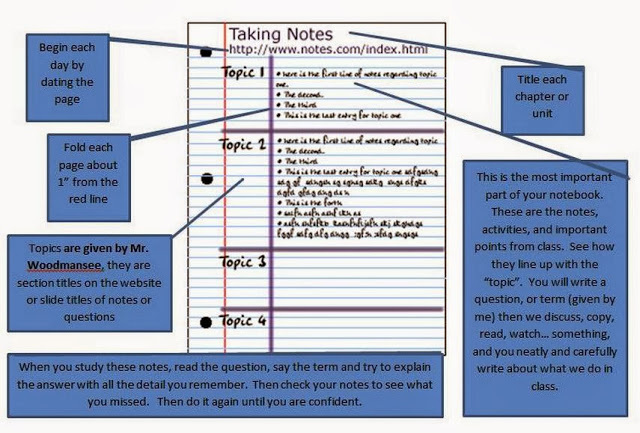 Taking Notes
http://www.notes.com/index.html
Begin each
day by
dating the
page
Title each
chapter or
unit
Fold each
page about
1” from the
red line
Topics are given by Mr.
Woodmansee, they are
section titles on the website
or slide titles of notes or
questions
Topic 1
• here is the first line of notes regarding topic
one.
• The second.
• The third
• This is the last entry for topic one
Topic 2
• here is the first line of notes regarding topic
• The second.
• The third
• This is the last entry for topic one
• This is the forth
Topic 3
Topic 4
This is the most important
part of your notebook.
These are the notes,
activities, and important
points from class. See how
they line up with the
“topic”. You will write a
question, or term (given by
me) then we discuss, copy,
read, watch… something,
and you neatly and carefully
write about what we do in
class.
When you study these notes, read the question, say the term and try to explain
the answer with all the detail you remember. Then check your notes to see what
you missed. Then do it again until you are confident.